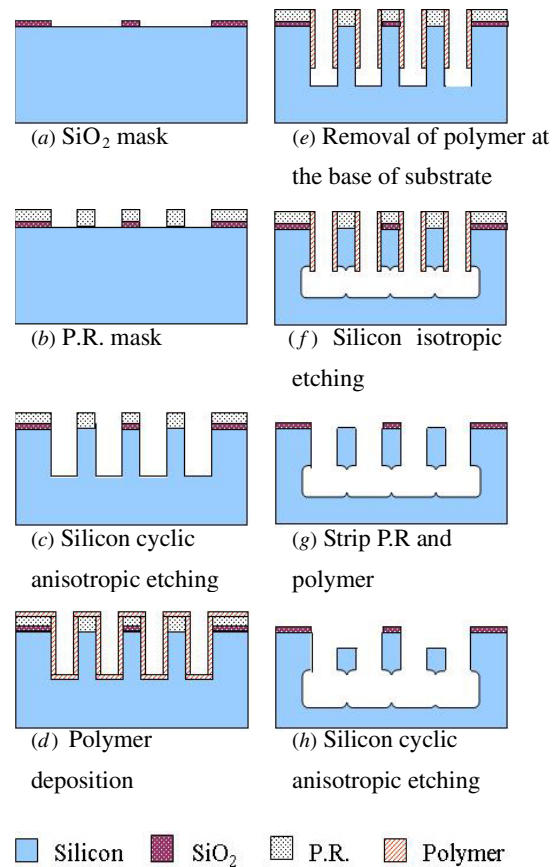 (a) SiO₂ mask
(b) P.R. mask
(c) Silicon cyclic
anisotropic etching
(d) Polymer
deposition
(e) Removal of polymer at
the base of substrate
(f) Silicon isotropic
etching
(g) Strip P.R and
polymer
(h) Silicon cyclic
anisotropic etching
Silicon SiO₂ P.R. Polymer